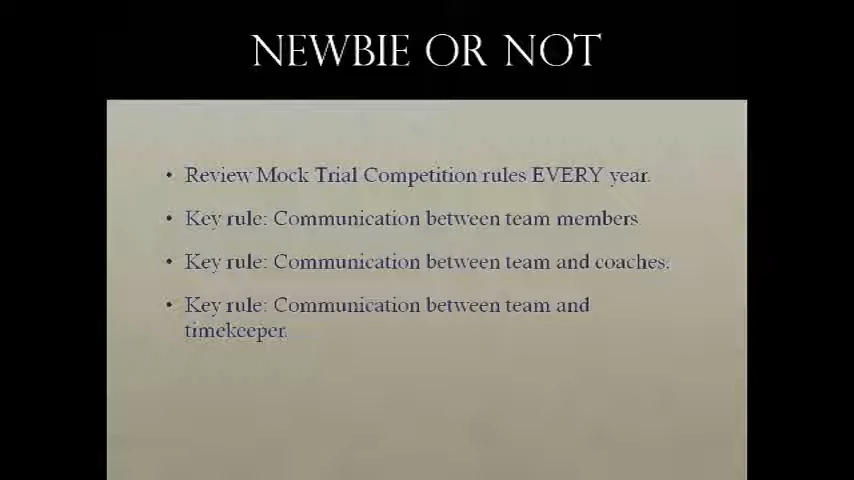 NEWBIE OR NOT
• Review Mock Trial Competition rules EVERY year.
• Key rule: Communication between team members.
• Key rule: Communication between team and coaches.
• Key rule: Communication between team and
timekeeper.